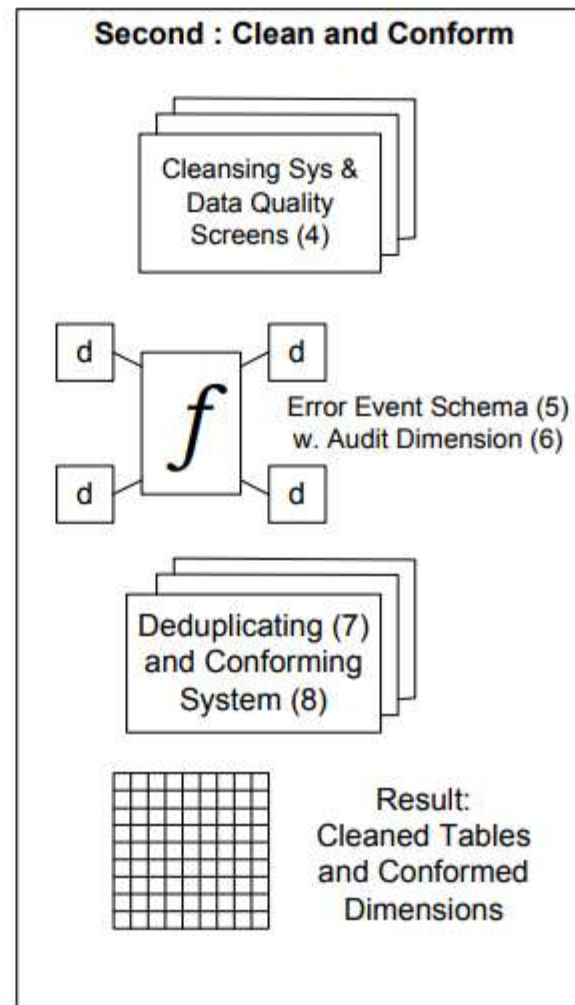 Second : Clean and Conform
Cleansing Sys &
Data Quality
Screens (4)
d
d
f
Error Event Schema (5)
w. Audit Dimension (6)
d
d
Deduplicating (7)
and Conforming
System (8)
Result:
Cleaned Tables
and Conformed
Dimensions